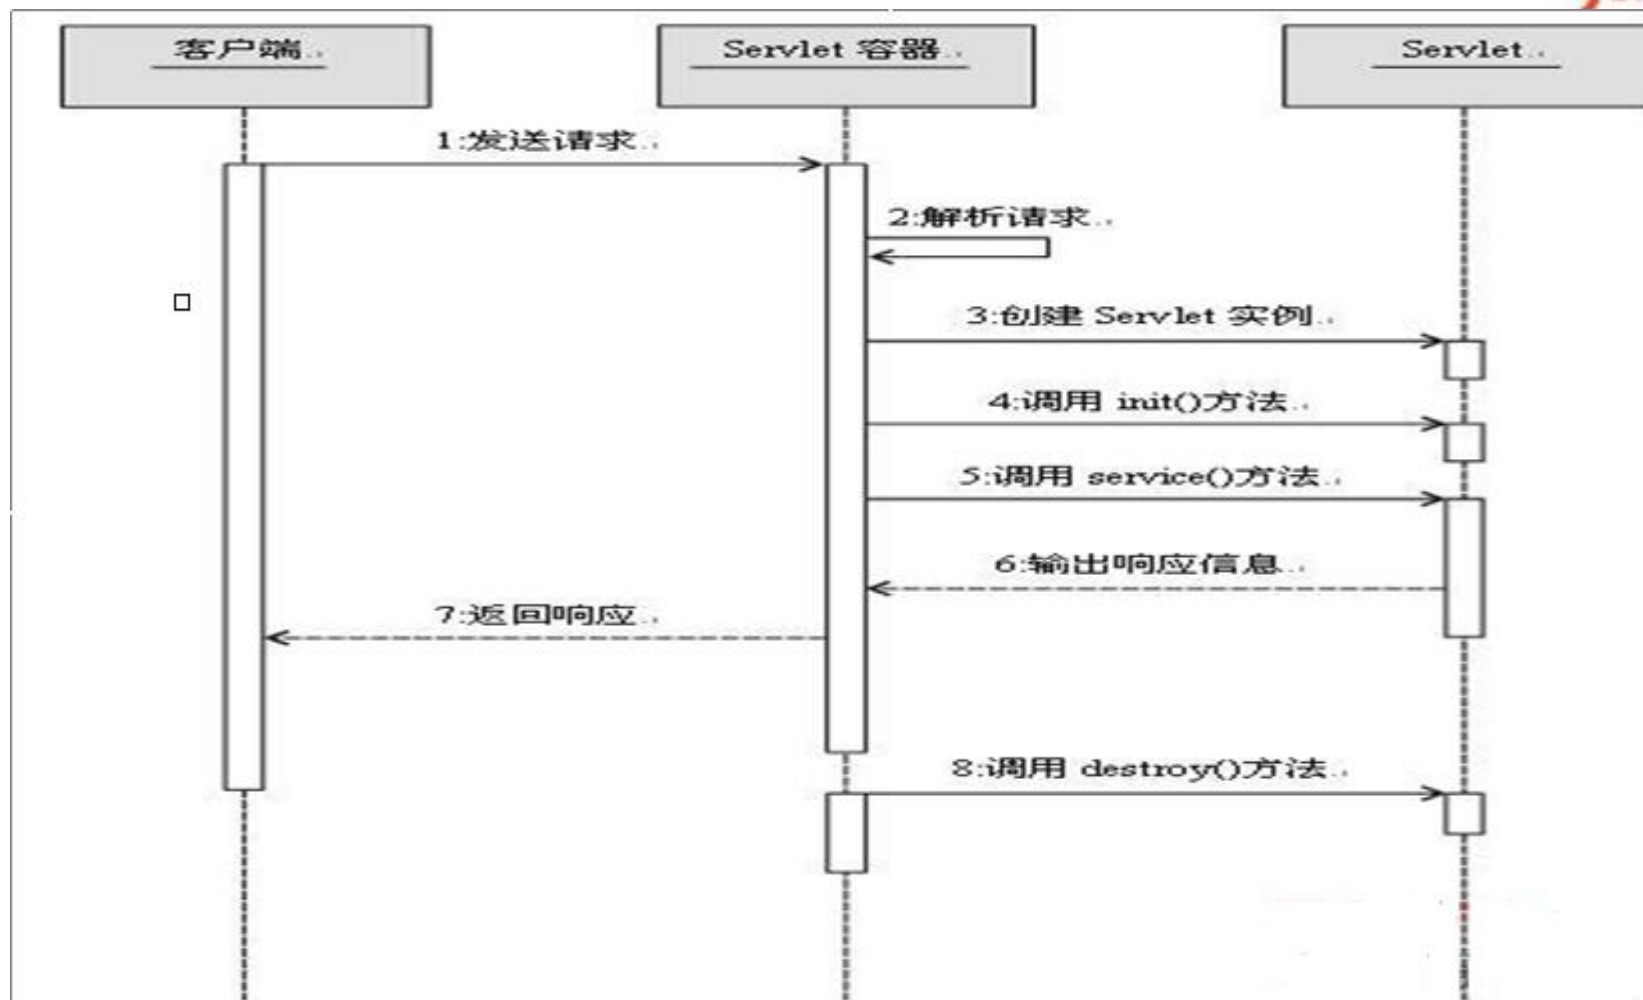 客户端
Servlet 容器
Servlet
1:发送请求
2:解析请求
3:创建 Servlet 实例
4:调用 init()方法
5:调用 service()方法
6:输出响应信息
7:返回响应
8:调用 destroy()方法